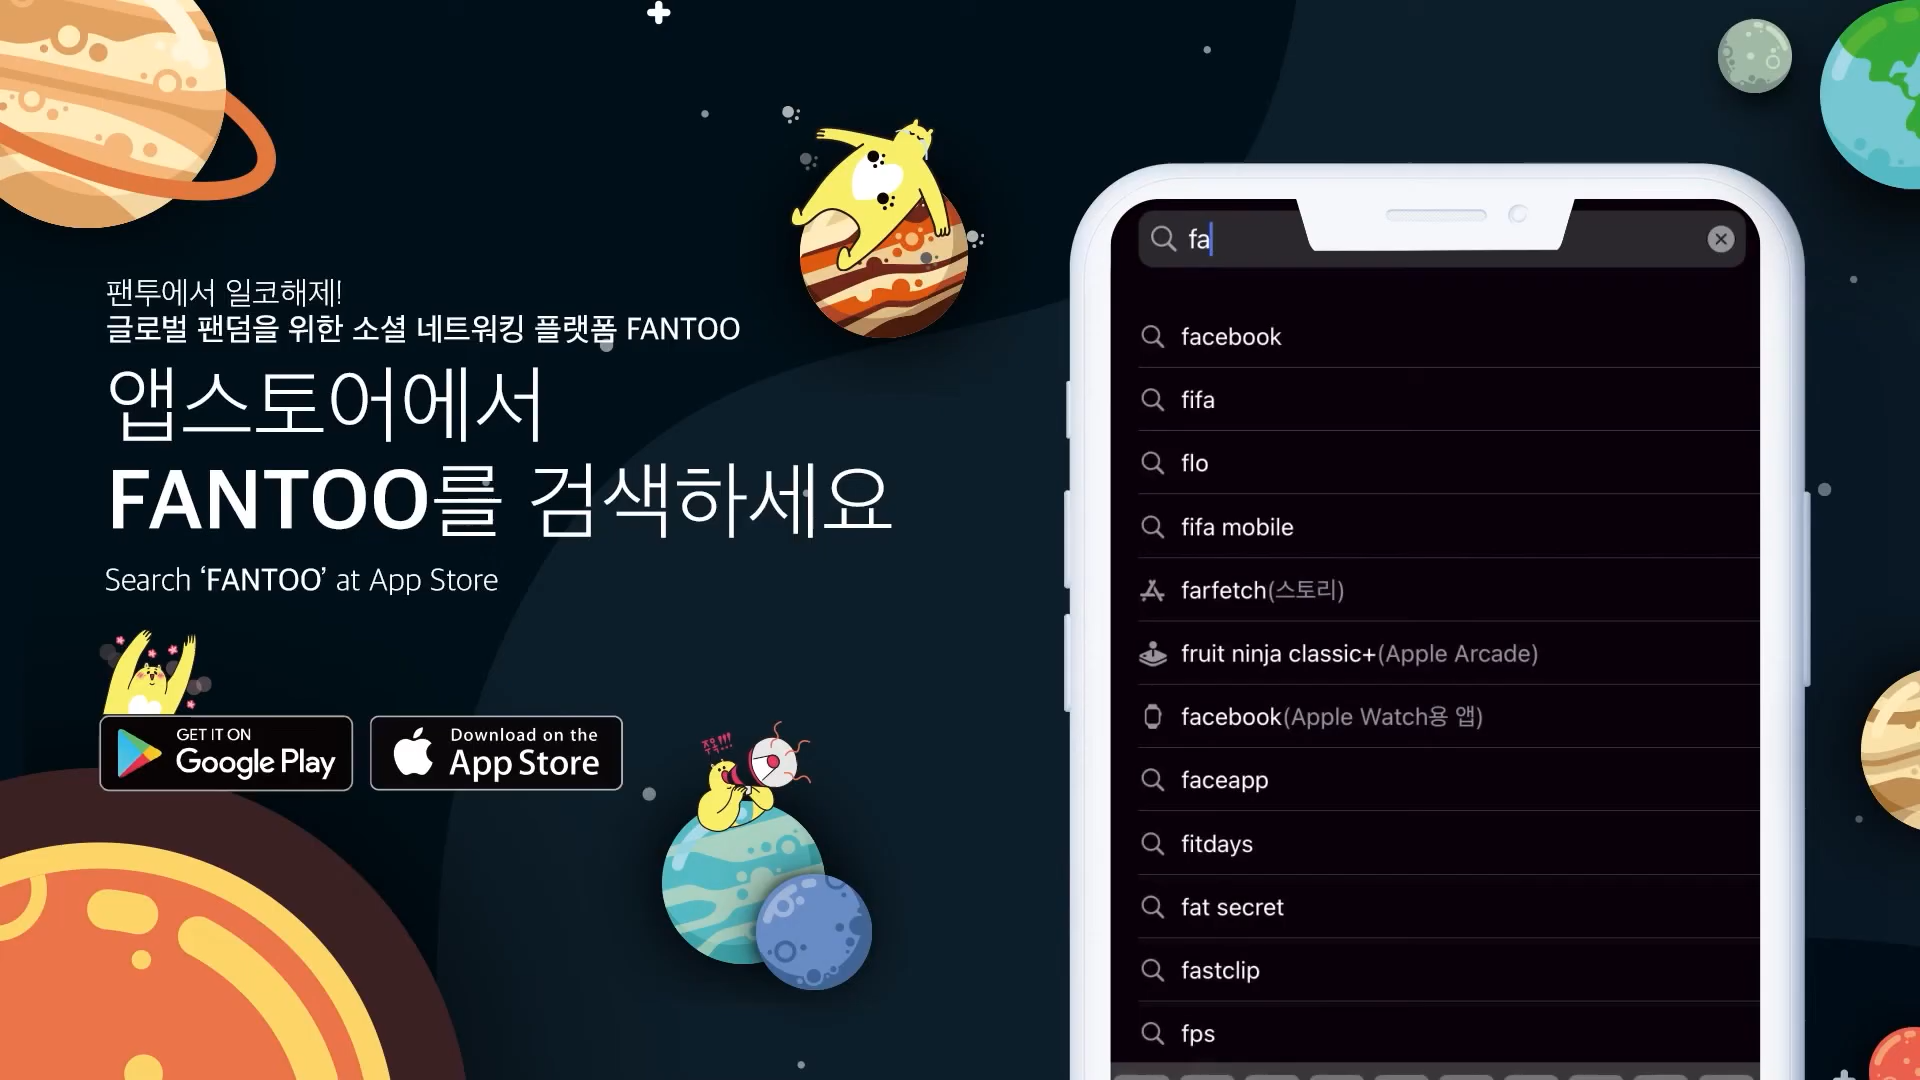 팬투에서 일코해제!
글로벌 팬덤을 위한 소셜 네트워킹 플랫폼 FANTOO
앱스토어에서
FANTOO를 검색하세요
Search ‘FANTOO’ at App Store
GET IT ON
Google Play
Download on the
App Store
fa
facebook
fifa
flo
fifa mobile
farfetch(스토리)
fruit ninja classic+(Apple Arcade)
facebook(Apple Watch용 앱)
faceapp
fitdays
fat secret
fastclip
fps